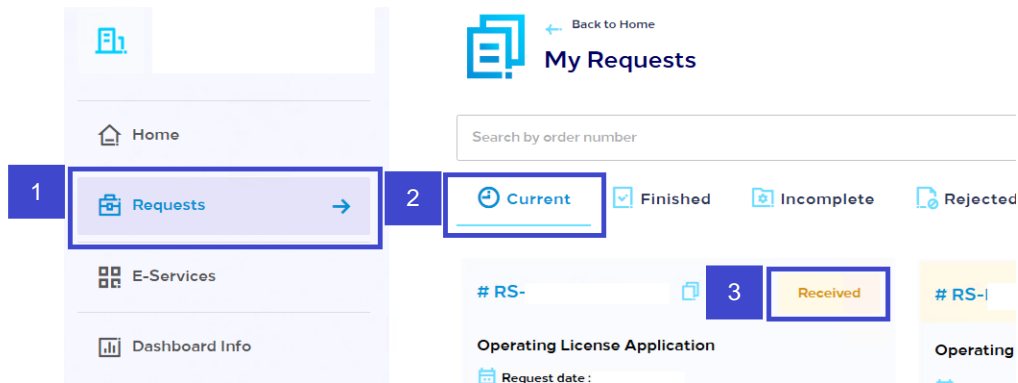 Back to Home
My Requests
Home
Search by order number
1
Requests
2
Current
Finished
Incomplete
Rejected
E-Services
# RS-
3
Received
# RS-
Dashboard Info
Operating License Application
Operating
Request date :